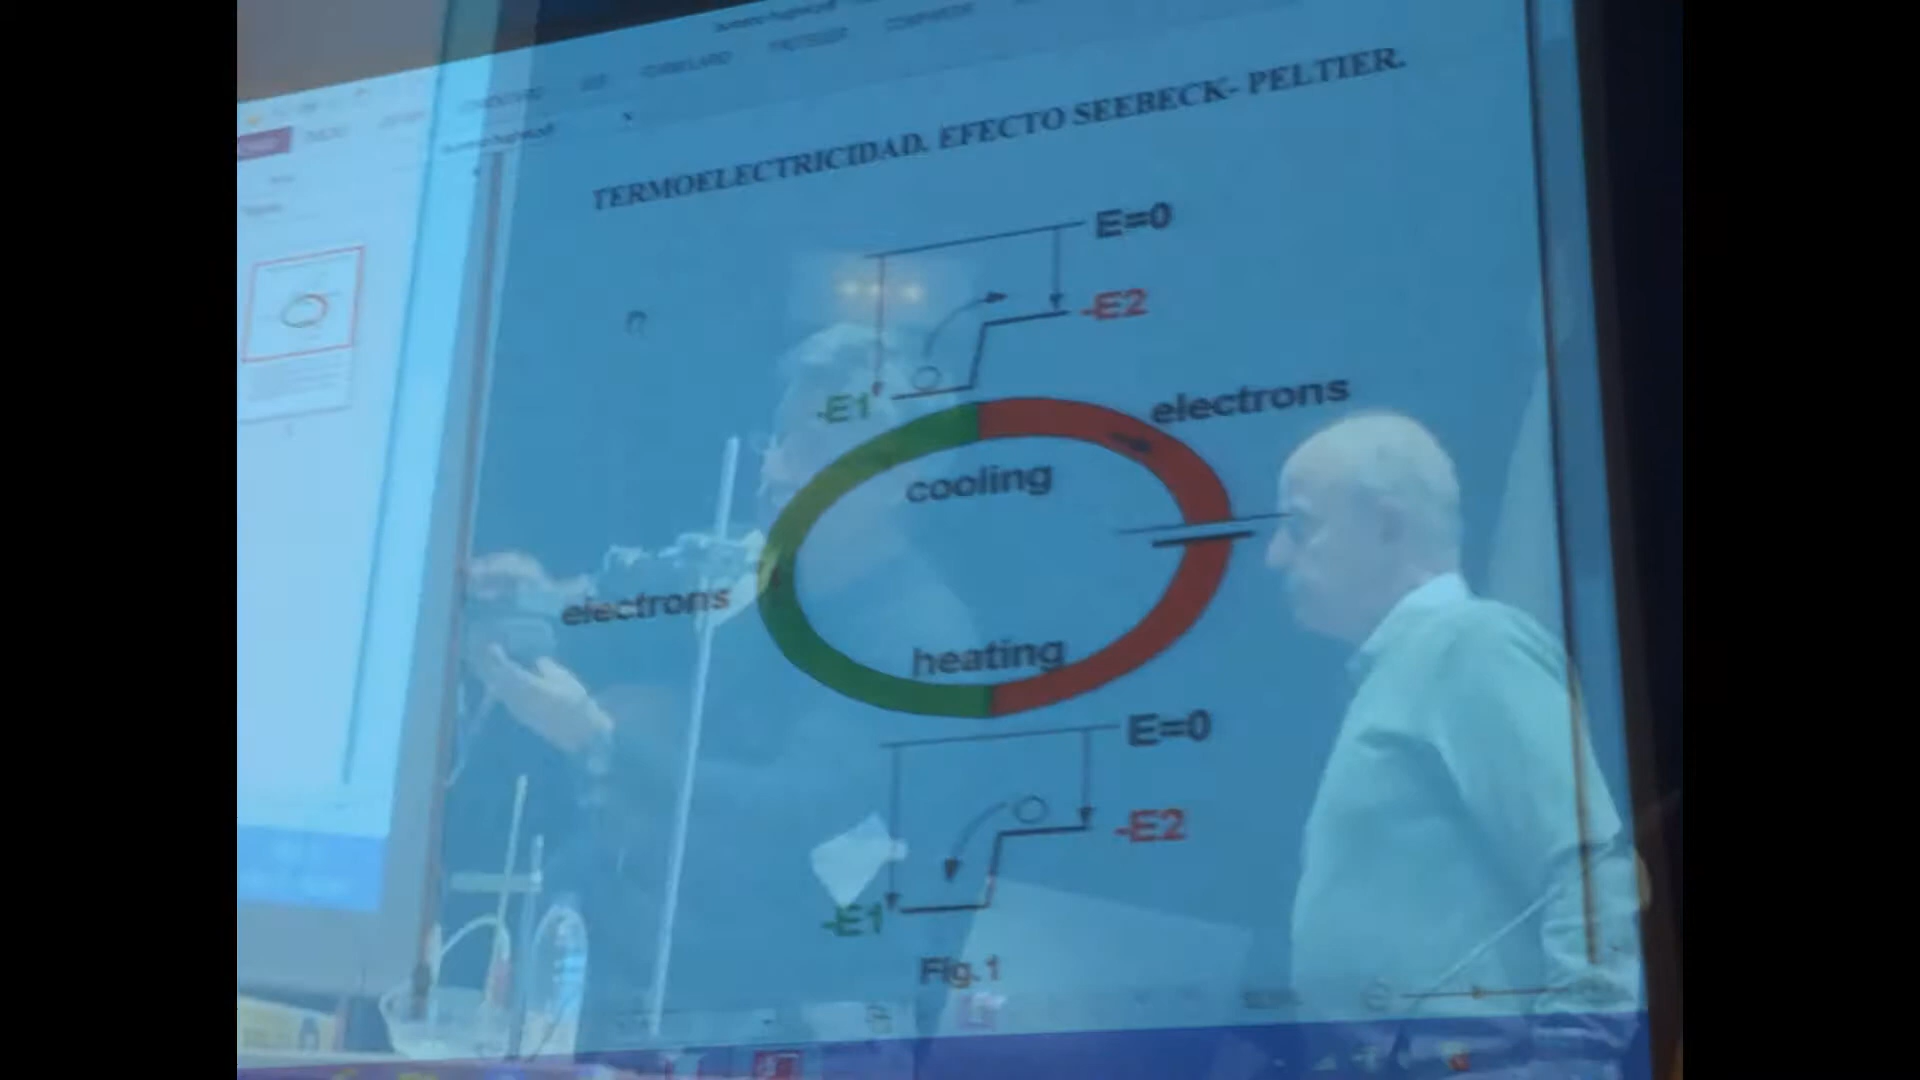 TERMOELECTRICIDAD. EFECTO SEEBECK- PELTIER.
E=0
-E2
-E1
electrons
cooling
electrons
heating
E=0
-E2
-E1
Fig.1